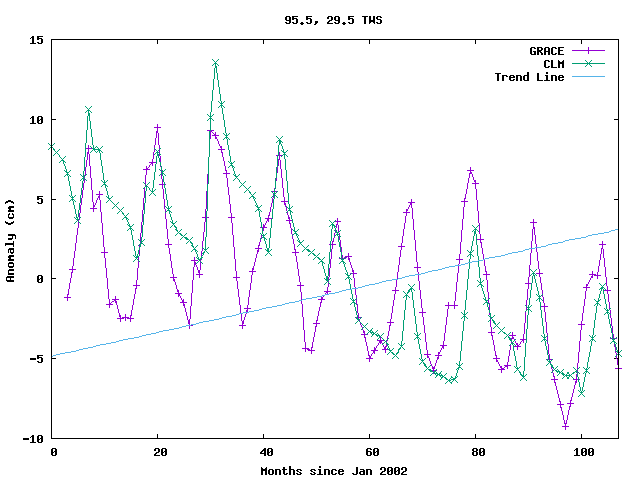 95.5, 29.5 TWS
GRACE
CLM
Trend Line
15
10
5
0
-5
-10
Anomaly (cm)
0 20 40 60 80 100
Months since Jan 2002